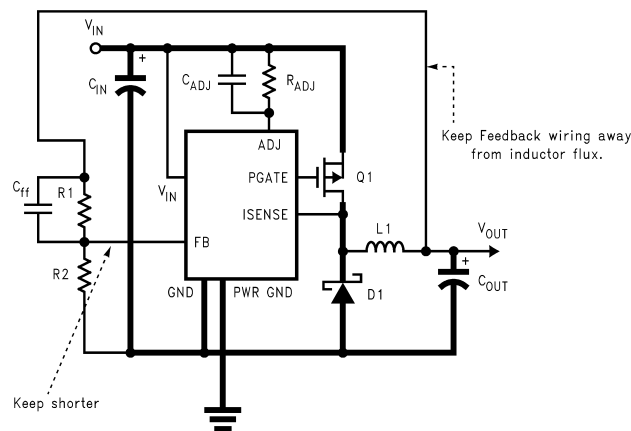 VIN
+
CIN
CADJ
RADJ
Keep Feedback wiring away
from inductor flux.
ADJ
PGATE
Q1
Cff
R1
VIN
ISENSE
L1
VOUT
FB
+
R2
COUT
GND
PWR GND
D1
Keep shorter